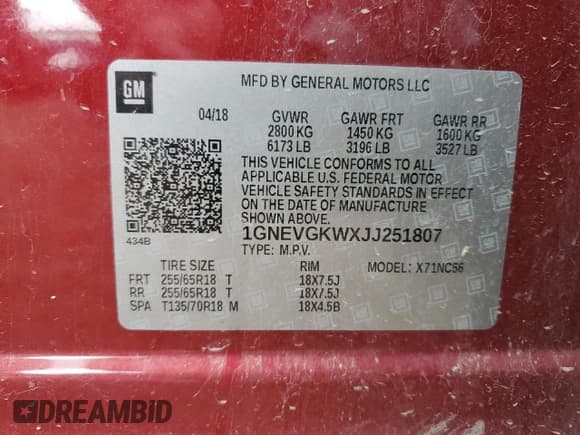 GM
MFD BY GENERAL MOTORS LLC
04/18 GVWR GAWR FRT GAWR RR
2800 KG 1450 KG 1600 KG
6173 LB 3196 LB 3527 LB
THIS VEHICLE CONFORMS TO ALL
APPLICABLE U.S. FEDERAL MOTOR
VEHICLE SAFETY STANDARDS IN EFFECT
ON THE DATE OF MANUFACTURE
SHOWN ABOVE.
434B
1GNEVGKWXJJ251807
TYPE: M.P.V. MODEL: X71NC56
TIRE SIZE RIM
FRT 255/65R18 T 18X7.5J
RR 255/65R18 T 18X7.5J
SPA T135/70R18 M 18X4.5B
DREAMBID